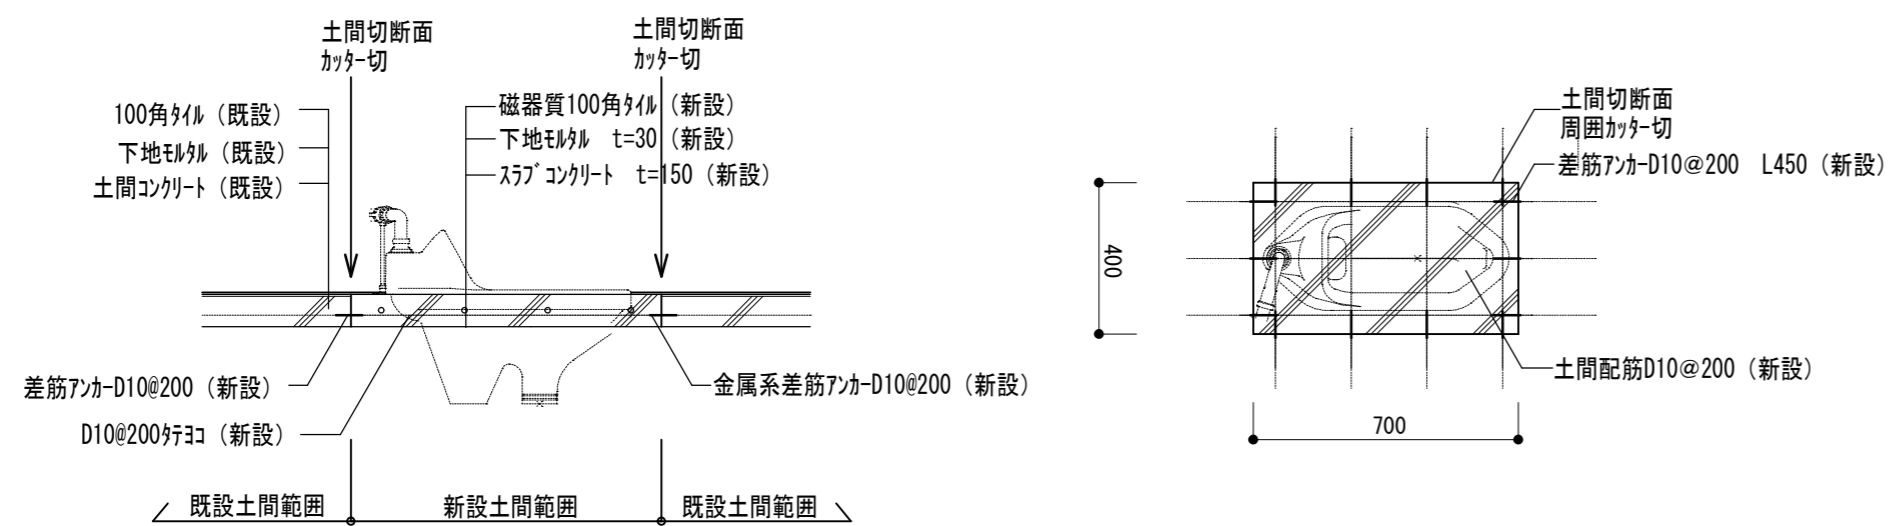 土間切断面
ｶｯﾀｰ切
土間切断面
ｶｯﾀｰ切
100角ﾀｲﾙ（既設）
下地ﾓﾙﾀﾙ（既設）
土間ｺﾝｸﾘｰﾄ（既設）
磁器質100角ﾀｲﾙ（新設）
下地ﾓﾙﾀﾙ　t=30（新設）
ｽﾗﾌﾞｺﾝｸﾘｰﾄ　t=150（新設）
差筋ｱﾝｶｰD10@200（新設）
D10@200ﾀﾃﾖｺ（新設）
金属系差筋ｱﾝｶｰD10@200（新設）
既設土間範囲
新設土間範囲
既設土間範囲
土間切断面
周囲ｶｯﾀｰ切
差筋ｱﾝｶｰD10@200　L450（新設）
400
土間配筋D10@200（新設）
700